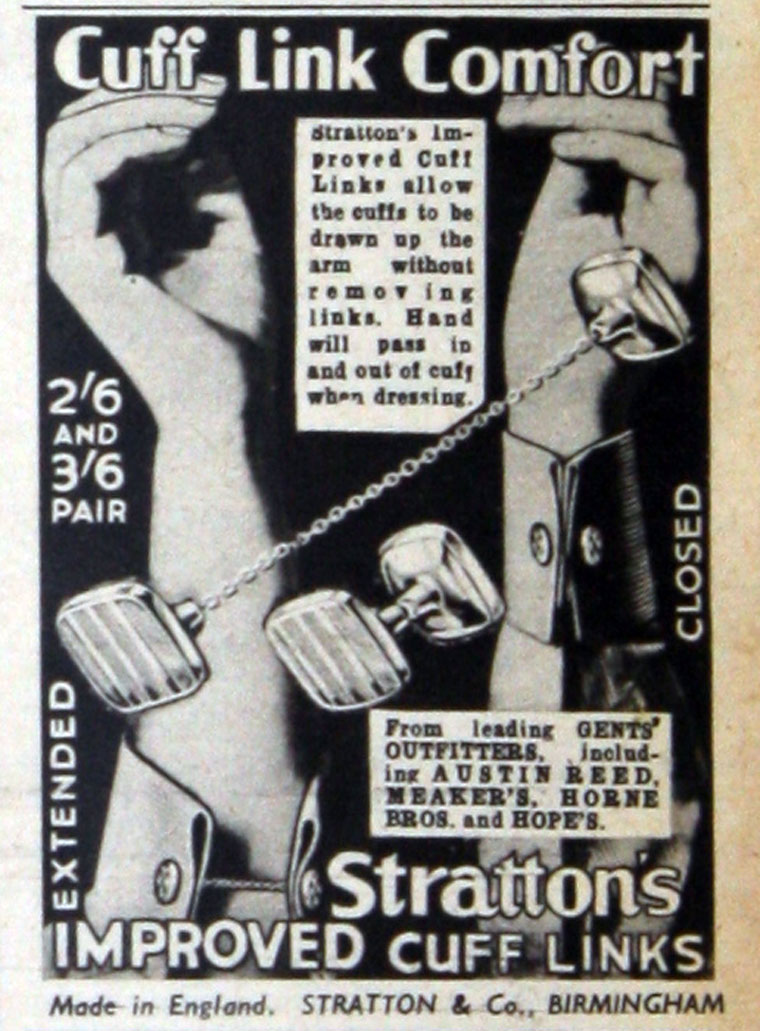 Cuff Link Comfort
Stratton's Im-
proved Cuff
Links allow
the cuffs to be
drawn up the
arm without
removing
links. Hand
will pass in
and out of cuff
when dressing.
2/6
AND
3/6
PAIR
CLOSED
EXTENDED
From leading GENTS'
OUTFITTERS, includ-
ing AUSTIN REED,
MEAKER'S, HORNE
BROS. and HOPE'S.
Stratton's
IMPROVED CUFF LINKS
Made in England. STRATTON & Co., BIRMINGHAM